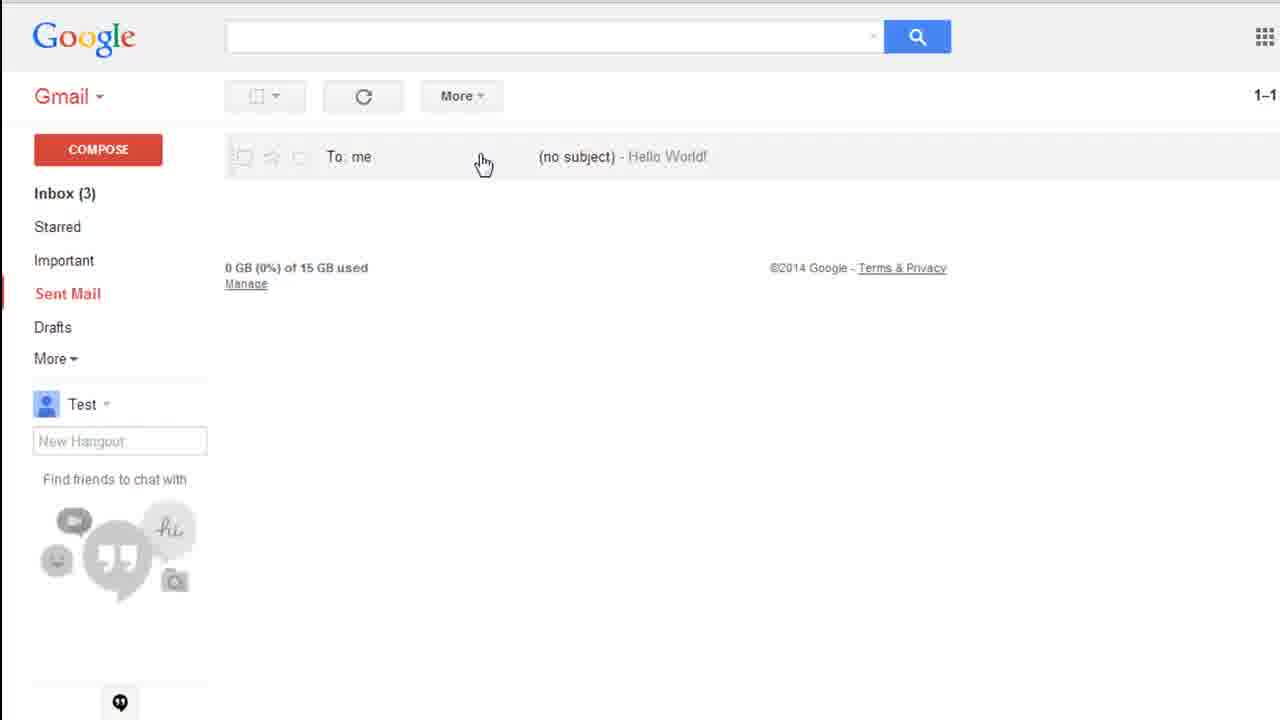 Google
Gmail
More
1–1
COMPOSE
To: me
(no subject) - Hello World!
Inbox (3)
Starred
Important
Sent Mail
Drafts
More
0 GB (0%) of 15 GB used
Manage
©2014 Google - Terms & Privacy
Test
New Hangout
Find friends to chat with
hi